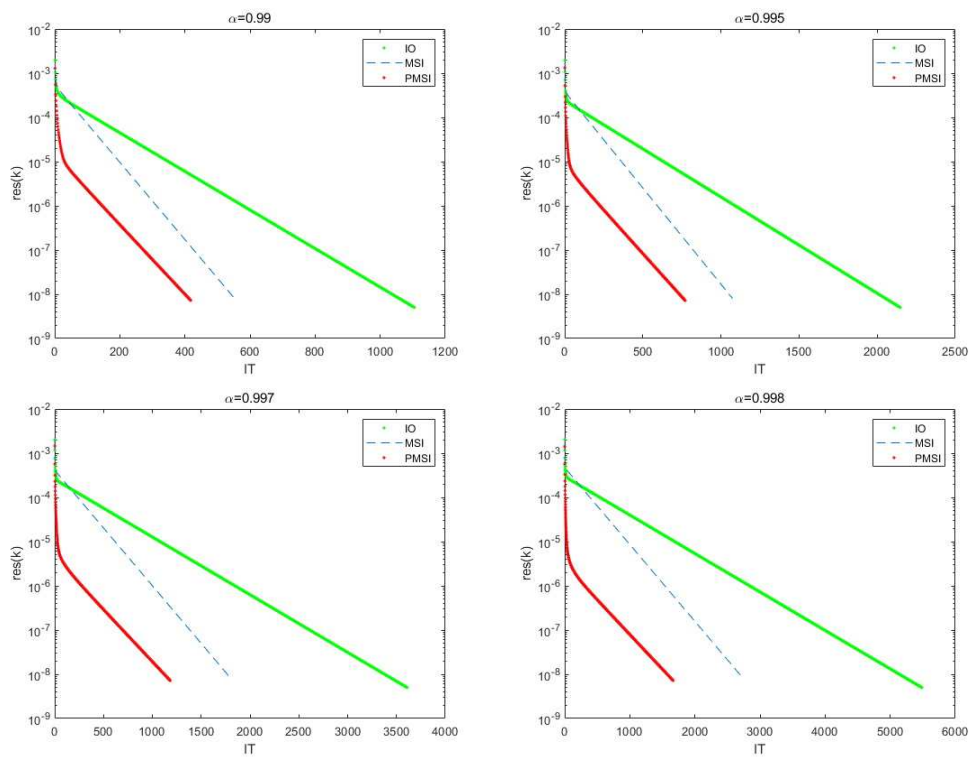 α=0.99
10^-2
10^-3
10^-4
10^-5
10^-6
10^-7
10^-8
10^-9
res(k)
IO
MSI
PMSI
0 200 400 600 800 1000 1200
IT
α=0.995
10^-2
10^-3
10^-4
10^-5
10^-6
10^-7
10^-8
10^-9
res(k)
IO
MSI
PMSI
0 500 1000 1500 2000 2500
IT
α=0.997
10^-2
10^-3
10^-4
10^-5
10^-6
10^-7
10^-8
10^-9
res(k)
IO
MSI
PMSI
0 500 1000 1500 2000 2500 3000 3500 4000
IT
α=0.998
10^-2
10^-3
10^-4
10^-5
10^-6
10^-7
10^-8
10^-9
res(k)
IO
MSI
PMSI
0 1000 2000 3000 4000 5000 6000
IT